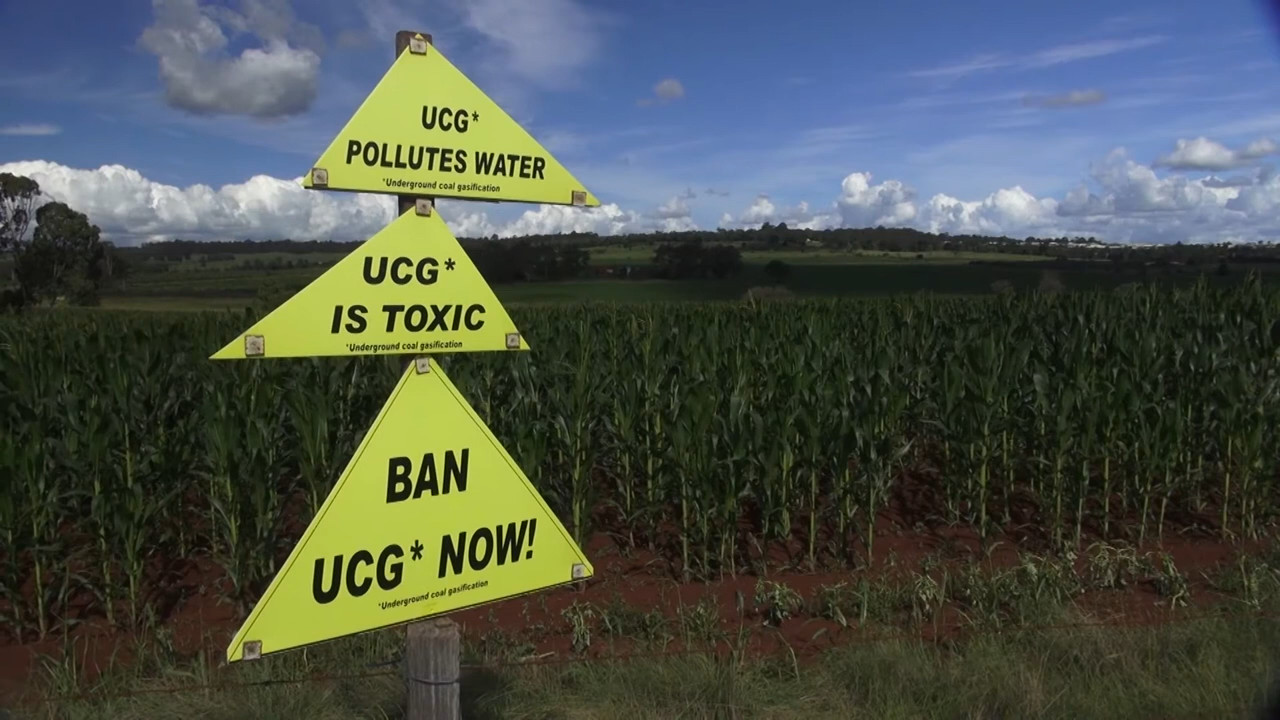 UCG*
POLLUTES WATER
*Underground coal gasification
UCG*
IS TOXIC
*Underground coal gasification
BAN
UCG* NOW!
*Underground coal gasification